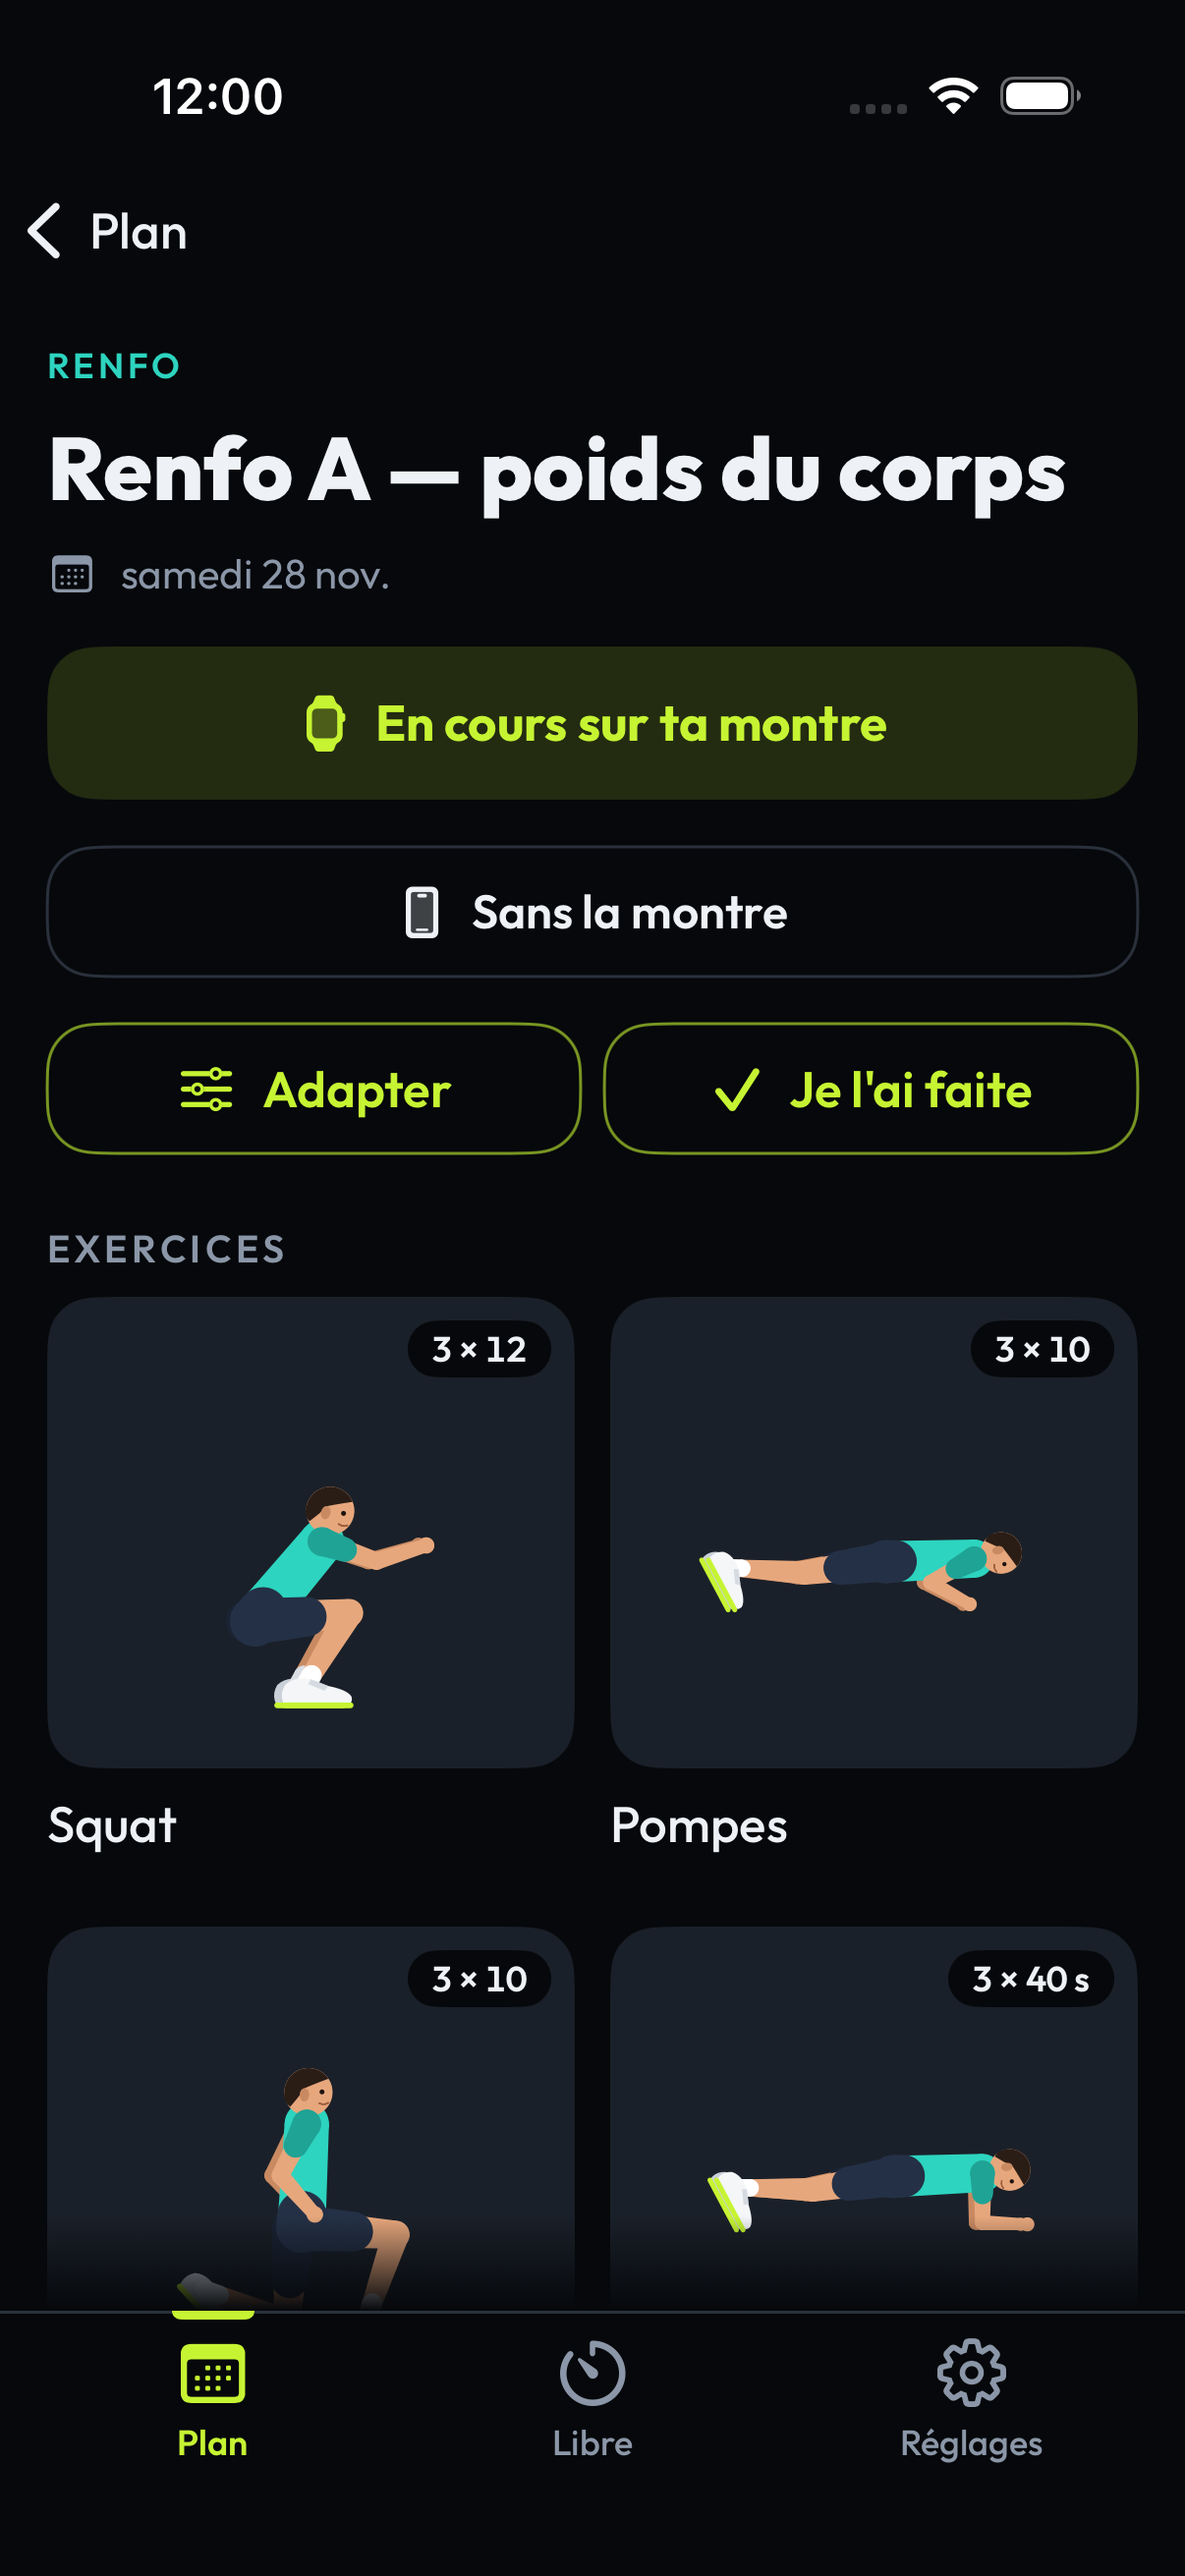 12:00
Plan
RENFO
Renfo A — poids du corps
samedi 28 nov.
En cours sur ta montre
Sans la montre
Adapter
Je l'ai faite
EXERCICES
3 × 12
3 × 10
Squat
Pompes
3 × 10
3 × 40 s
Plan
Libre
Réglages